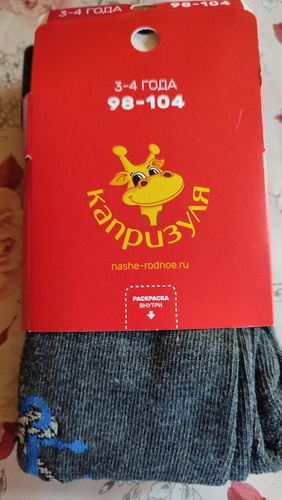 3-4 ГОДА
98-104
3-4 ГОДА
98-104
капризуля
nashe-rodnoe.ru
РАСКРАСКА
ВНУТРИ